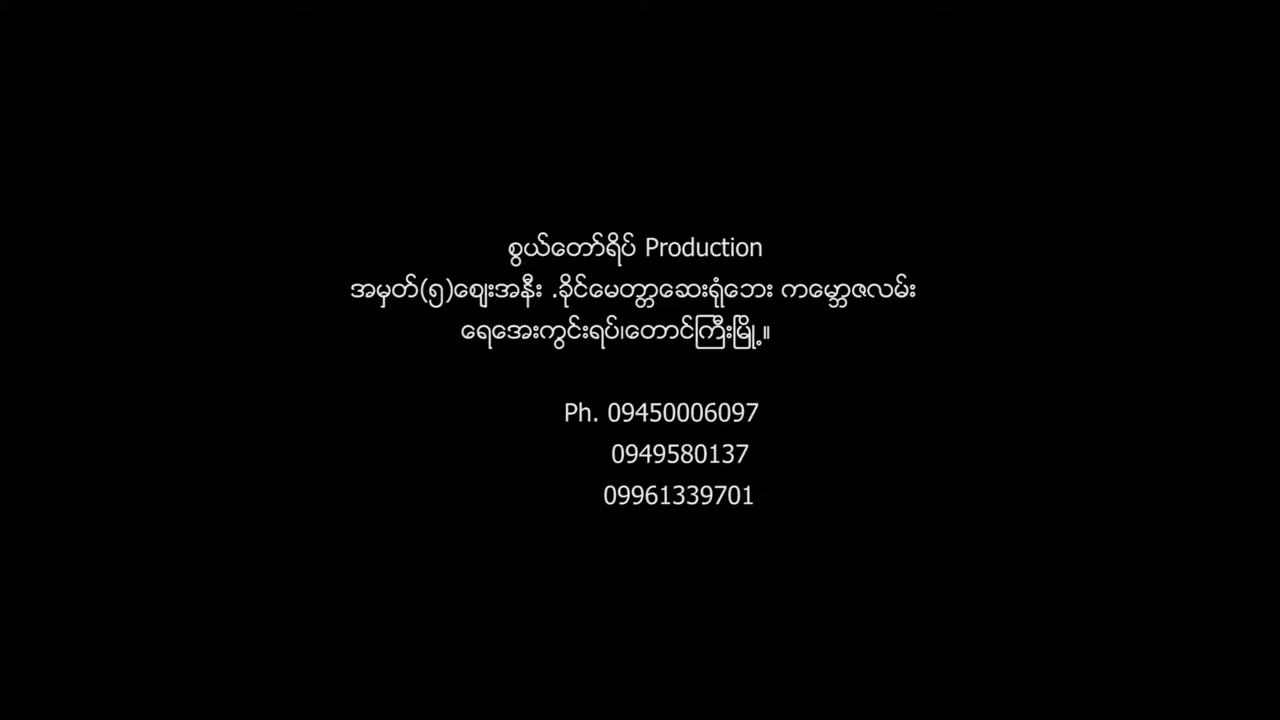 စွယ်တော်ရိပ် Production
အမှတ်(၅)ဈေးအနီး .ခိုင်မေတ္တာဆေးရုံဘေး ကမ္ဘောဇလမ်း
ရေအေးကွင်းရပ်၊တောင်ကြီးမြို့။
Ph. 09450006097
0949580137
09961339701